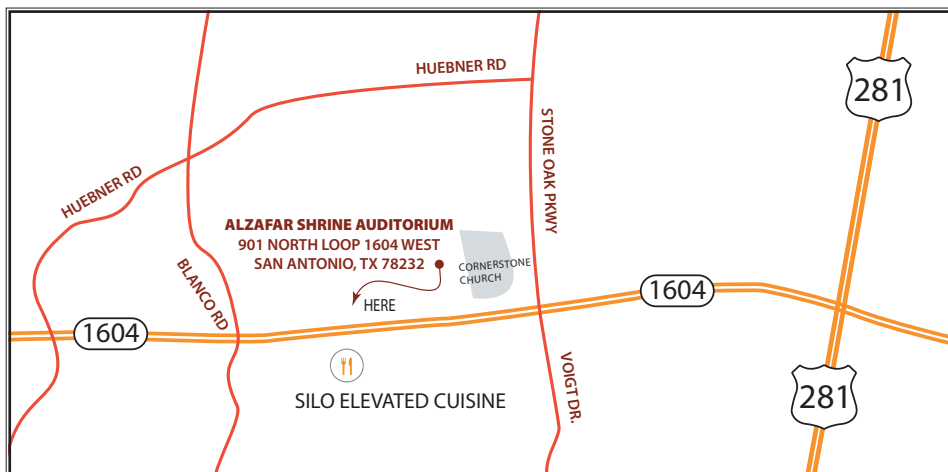 HUEBNER RD
281
STONE OAK PKWY
HUEBNER RD
ALZAFAR SHRINE AUDITORIUM
901 NORTH LOOP 1604 WEST
SAN ANTONIO, TX 78232
CORNERSTONE
CHURCH
BLANCO RD
HERE
1604
1604
VOIGT DR.
281
SILO ELEVATED CUISINE